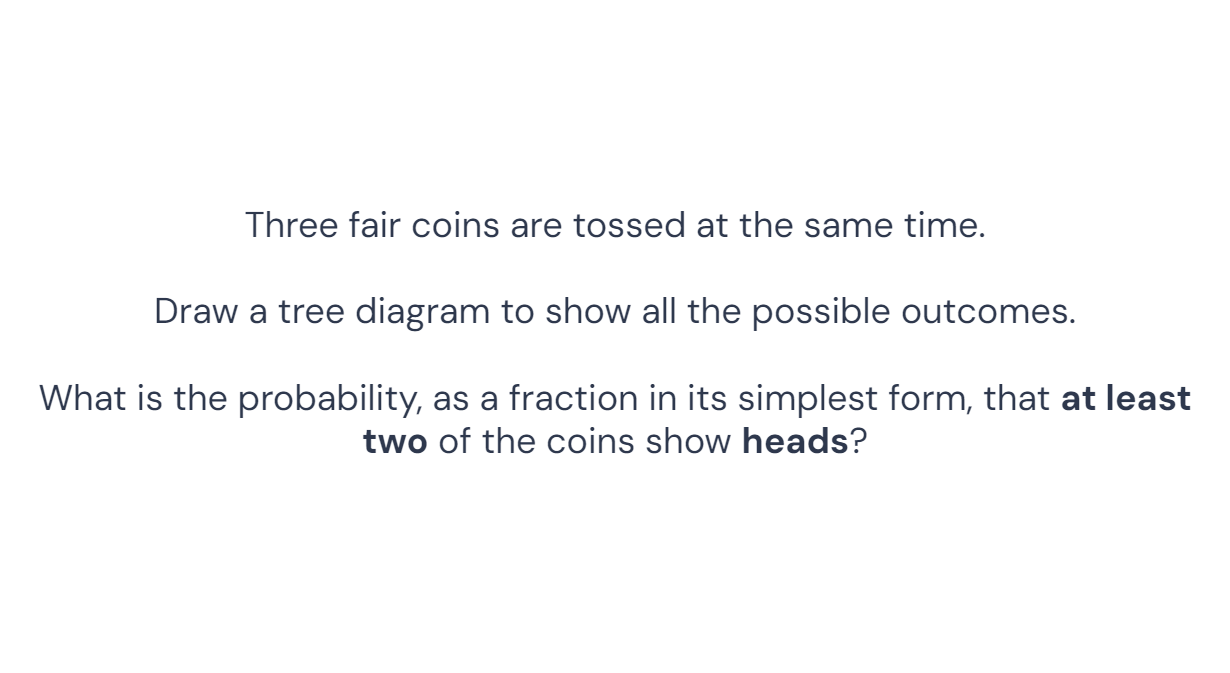 Three fair coins are tossed at the same time.
Draw a tree diagram to show all the possible outcomes.
What is the probability, as a fraction in its simplest form, that at least
two of the coins show heads?